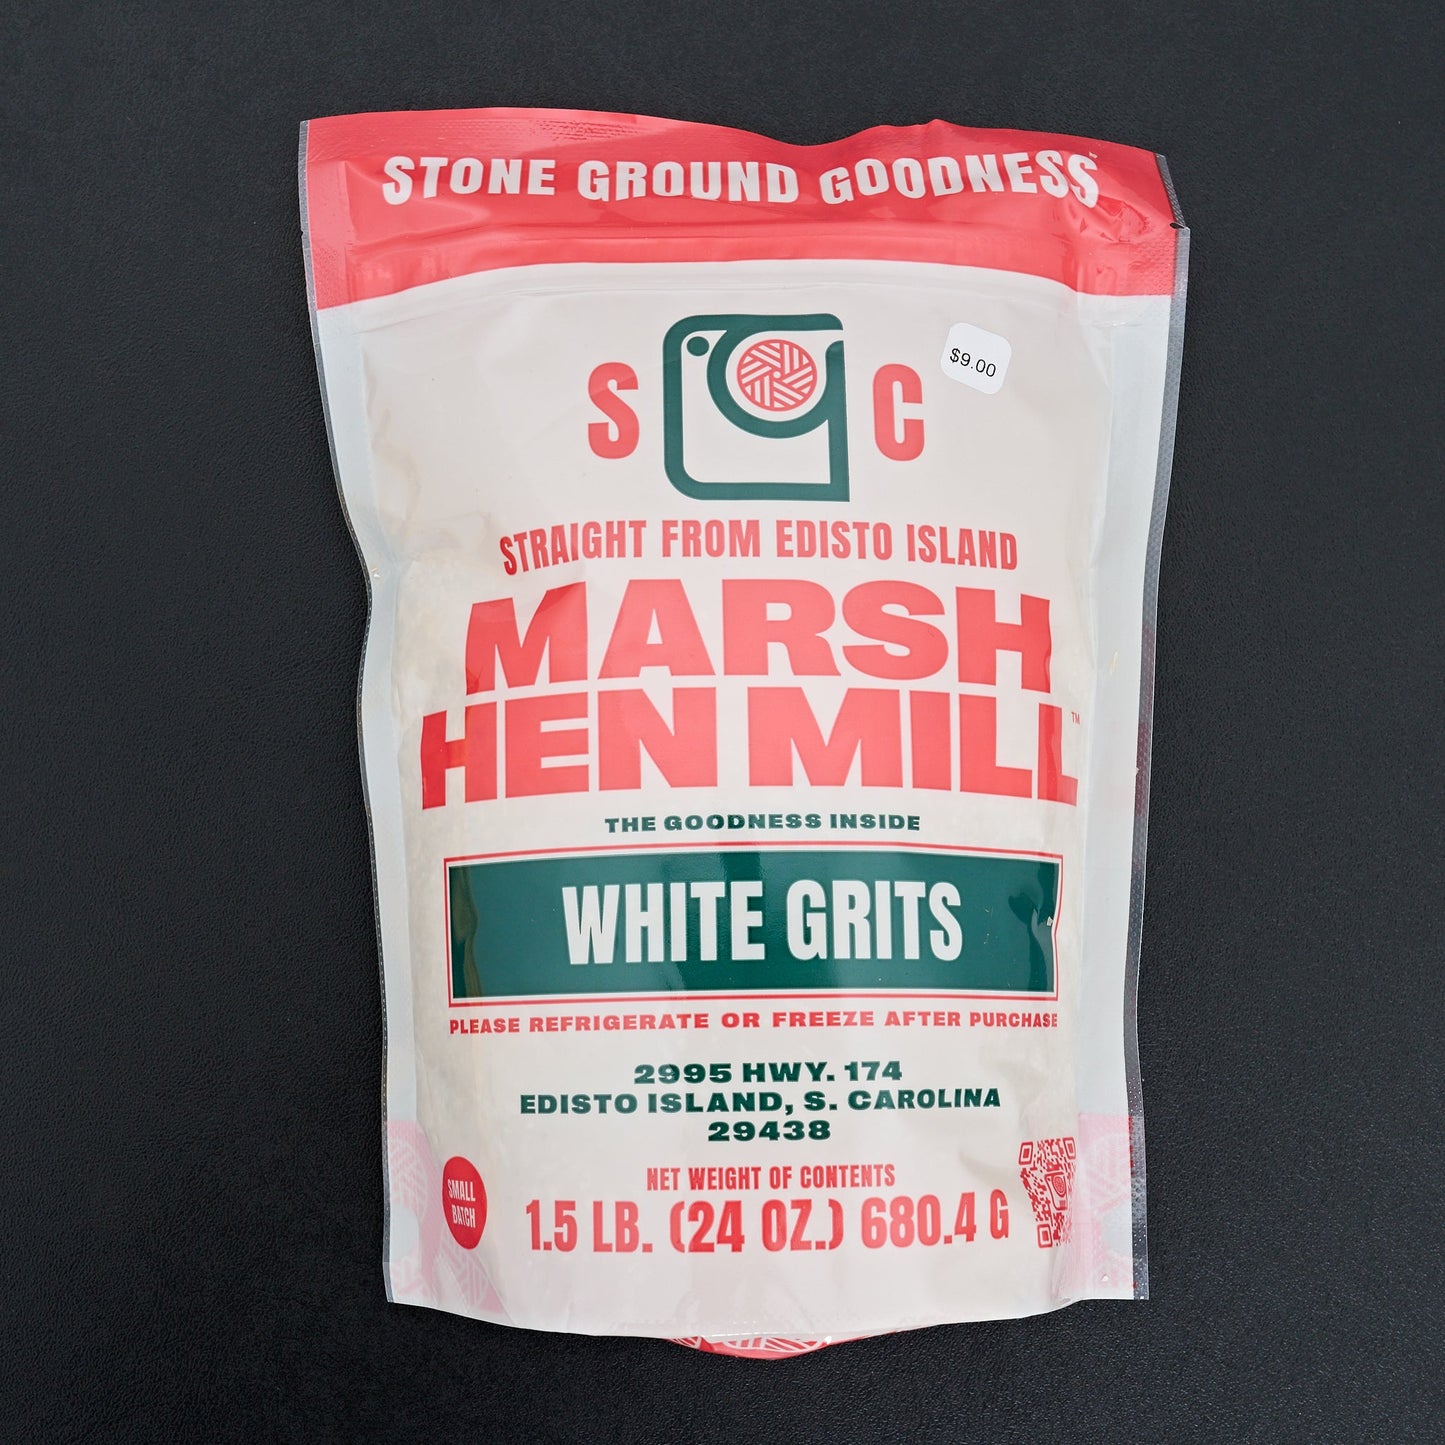 STONE GROUND GOODNESS
S C
$9.00
STRAIGHT FROM EDISTO ISLAND
MARSH
HEN MILL™
THE GOODNESS INSIDE
WHITE GRITS
PLEASE REFRIGERATE OR FREEZE AFTER PURCHASE
2995 HWY. 174
EDISTO ISLAND, S. CAROLINA
29438
NET WEIGHT OF CONTENTS
1.5 LB. (24 OZ.) 680.4 G
SMALL
BATCH